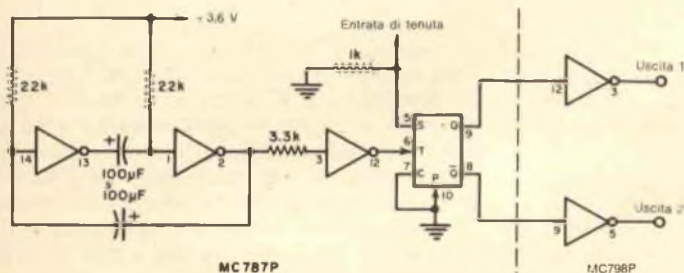 +3,6 V
Entrata di tenuta
1k
22k
22k
Uscita 1
12
3
5
S
Q
9
6
T
7
C
Q
8
P
10
3.3k
14
13
1
2
3
12
+
100µF
100µF
+
Uscita 2
9
5
MC787P
MC798P